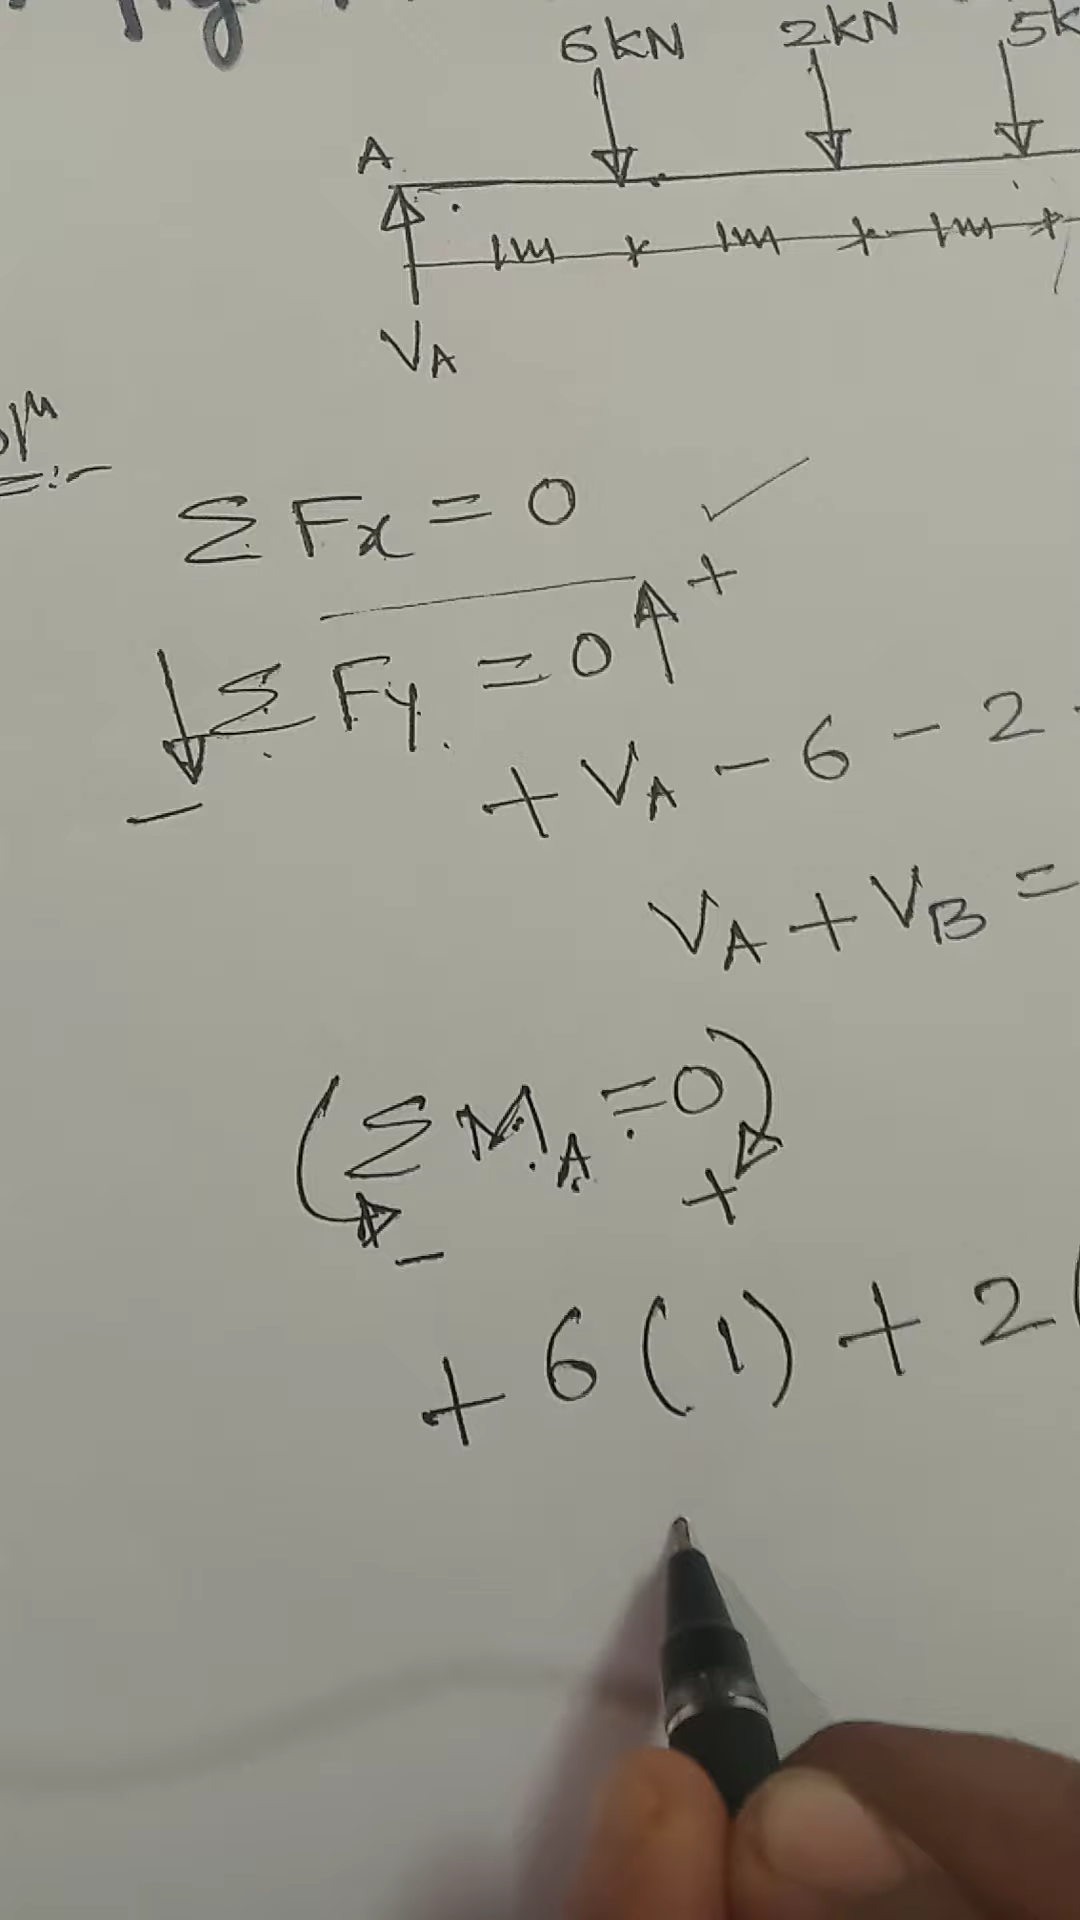 6kN 2kN 5k
A
1m 1m 1m
VA
ΣFx = 0
+
ΣFy = 0
-
+ VA - 6 - 2
VA + VB =
ΣMA = 0
+
-
+ 6 (1) + 2 (